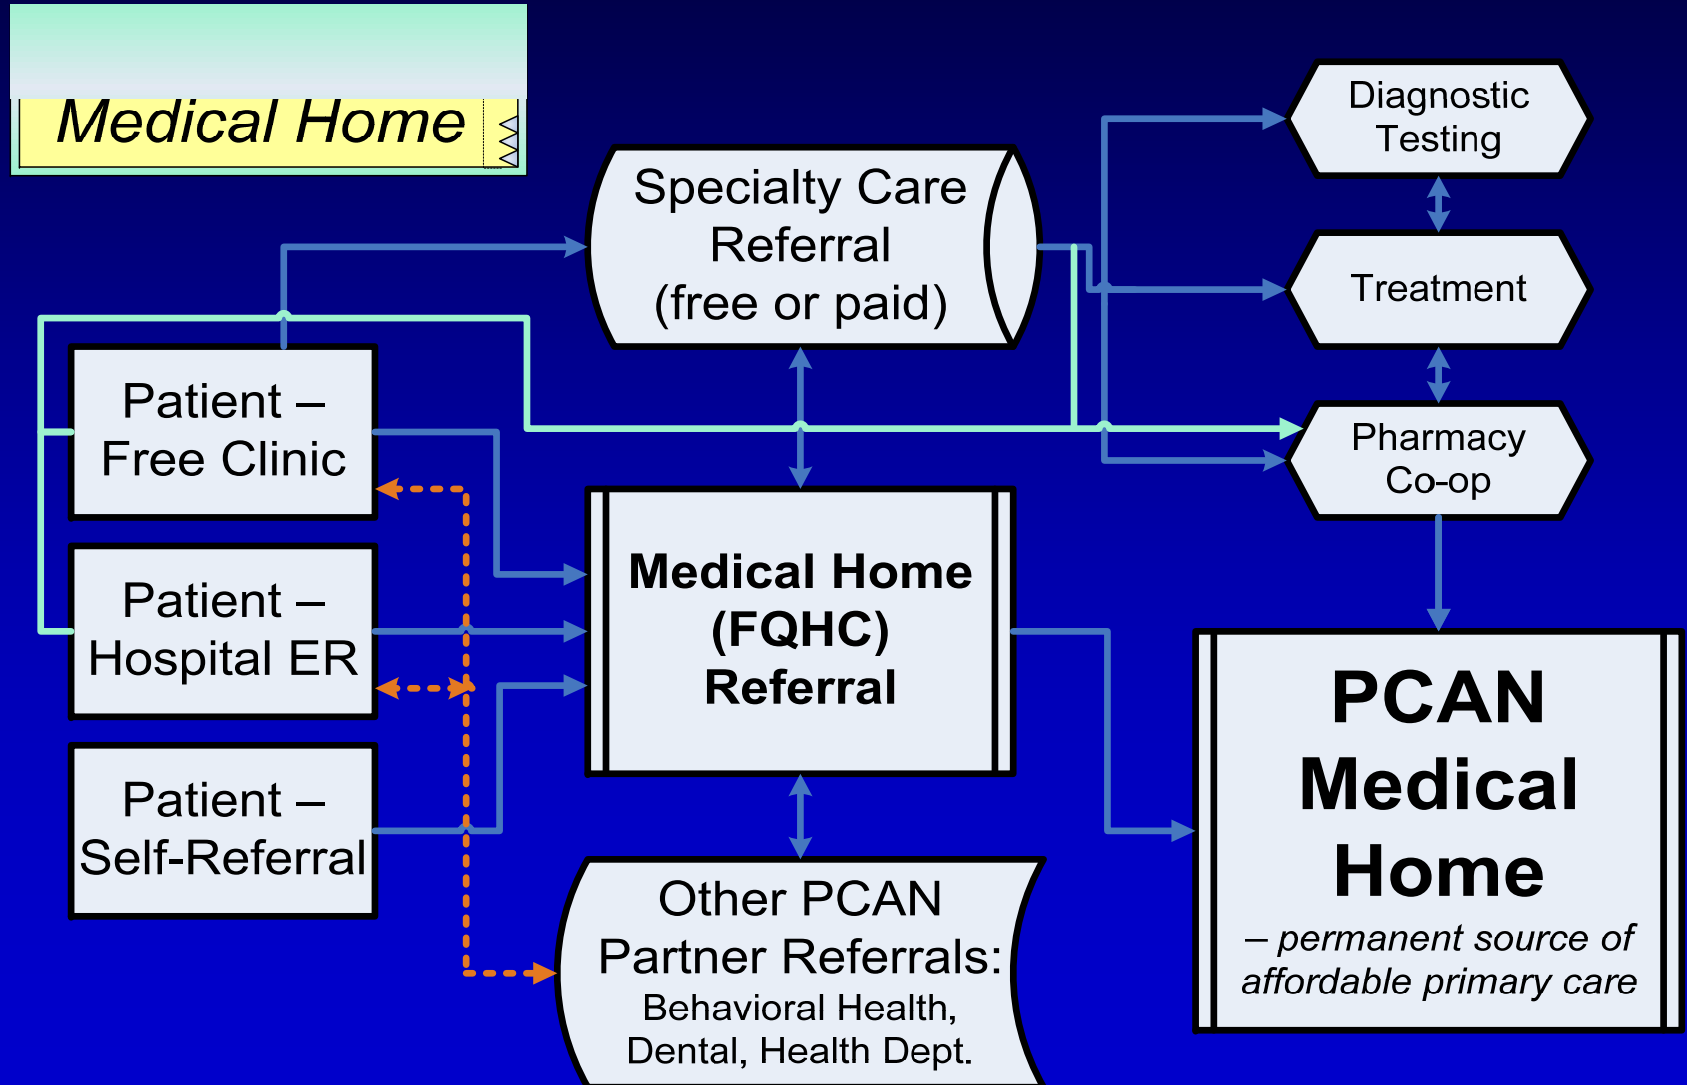 Medical Home
Specialty Care
Referral
(free or paid)
Diagnostic
Testing
Treatment
Pharmacy
Co-op
Patient –
Free Clinic
Patient –
Hospital ER
Patient –
Self-Referral
Medical Home
(FQHC)
Referral
Other PCAN
Partner Referrals:
Behavioral Health,
Dental, Health Dept.
PCAN
Medical
Home
– permanent source of
affordable primary care